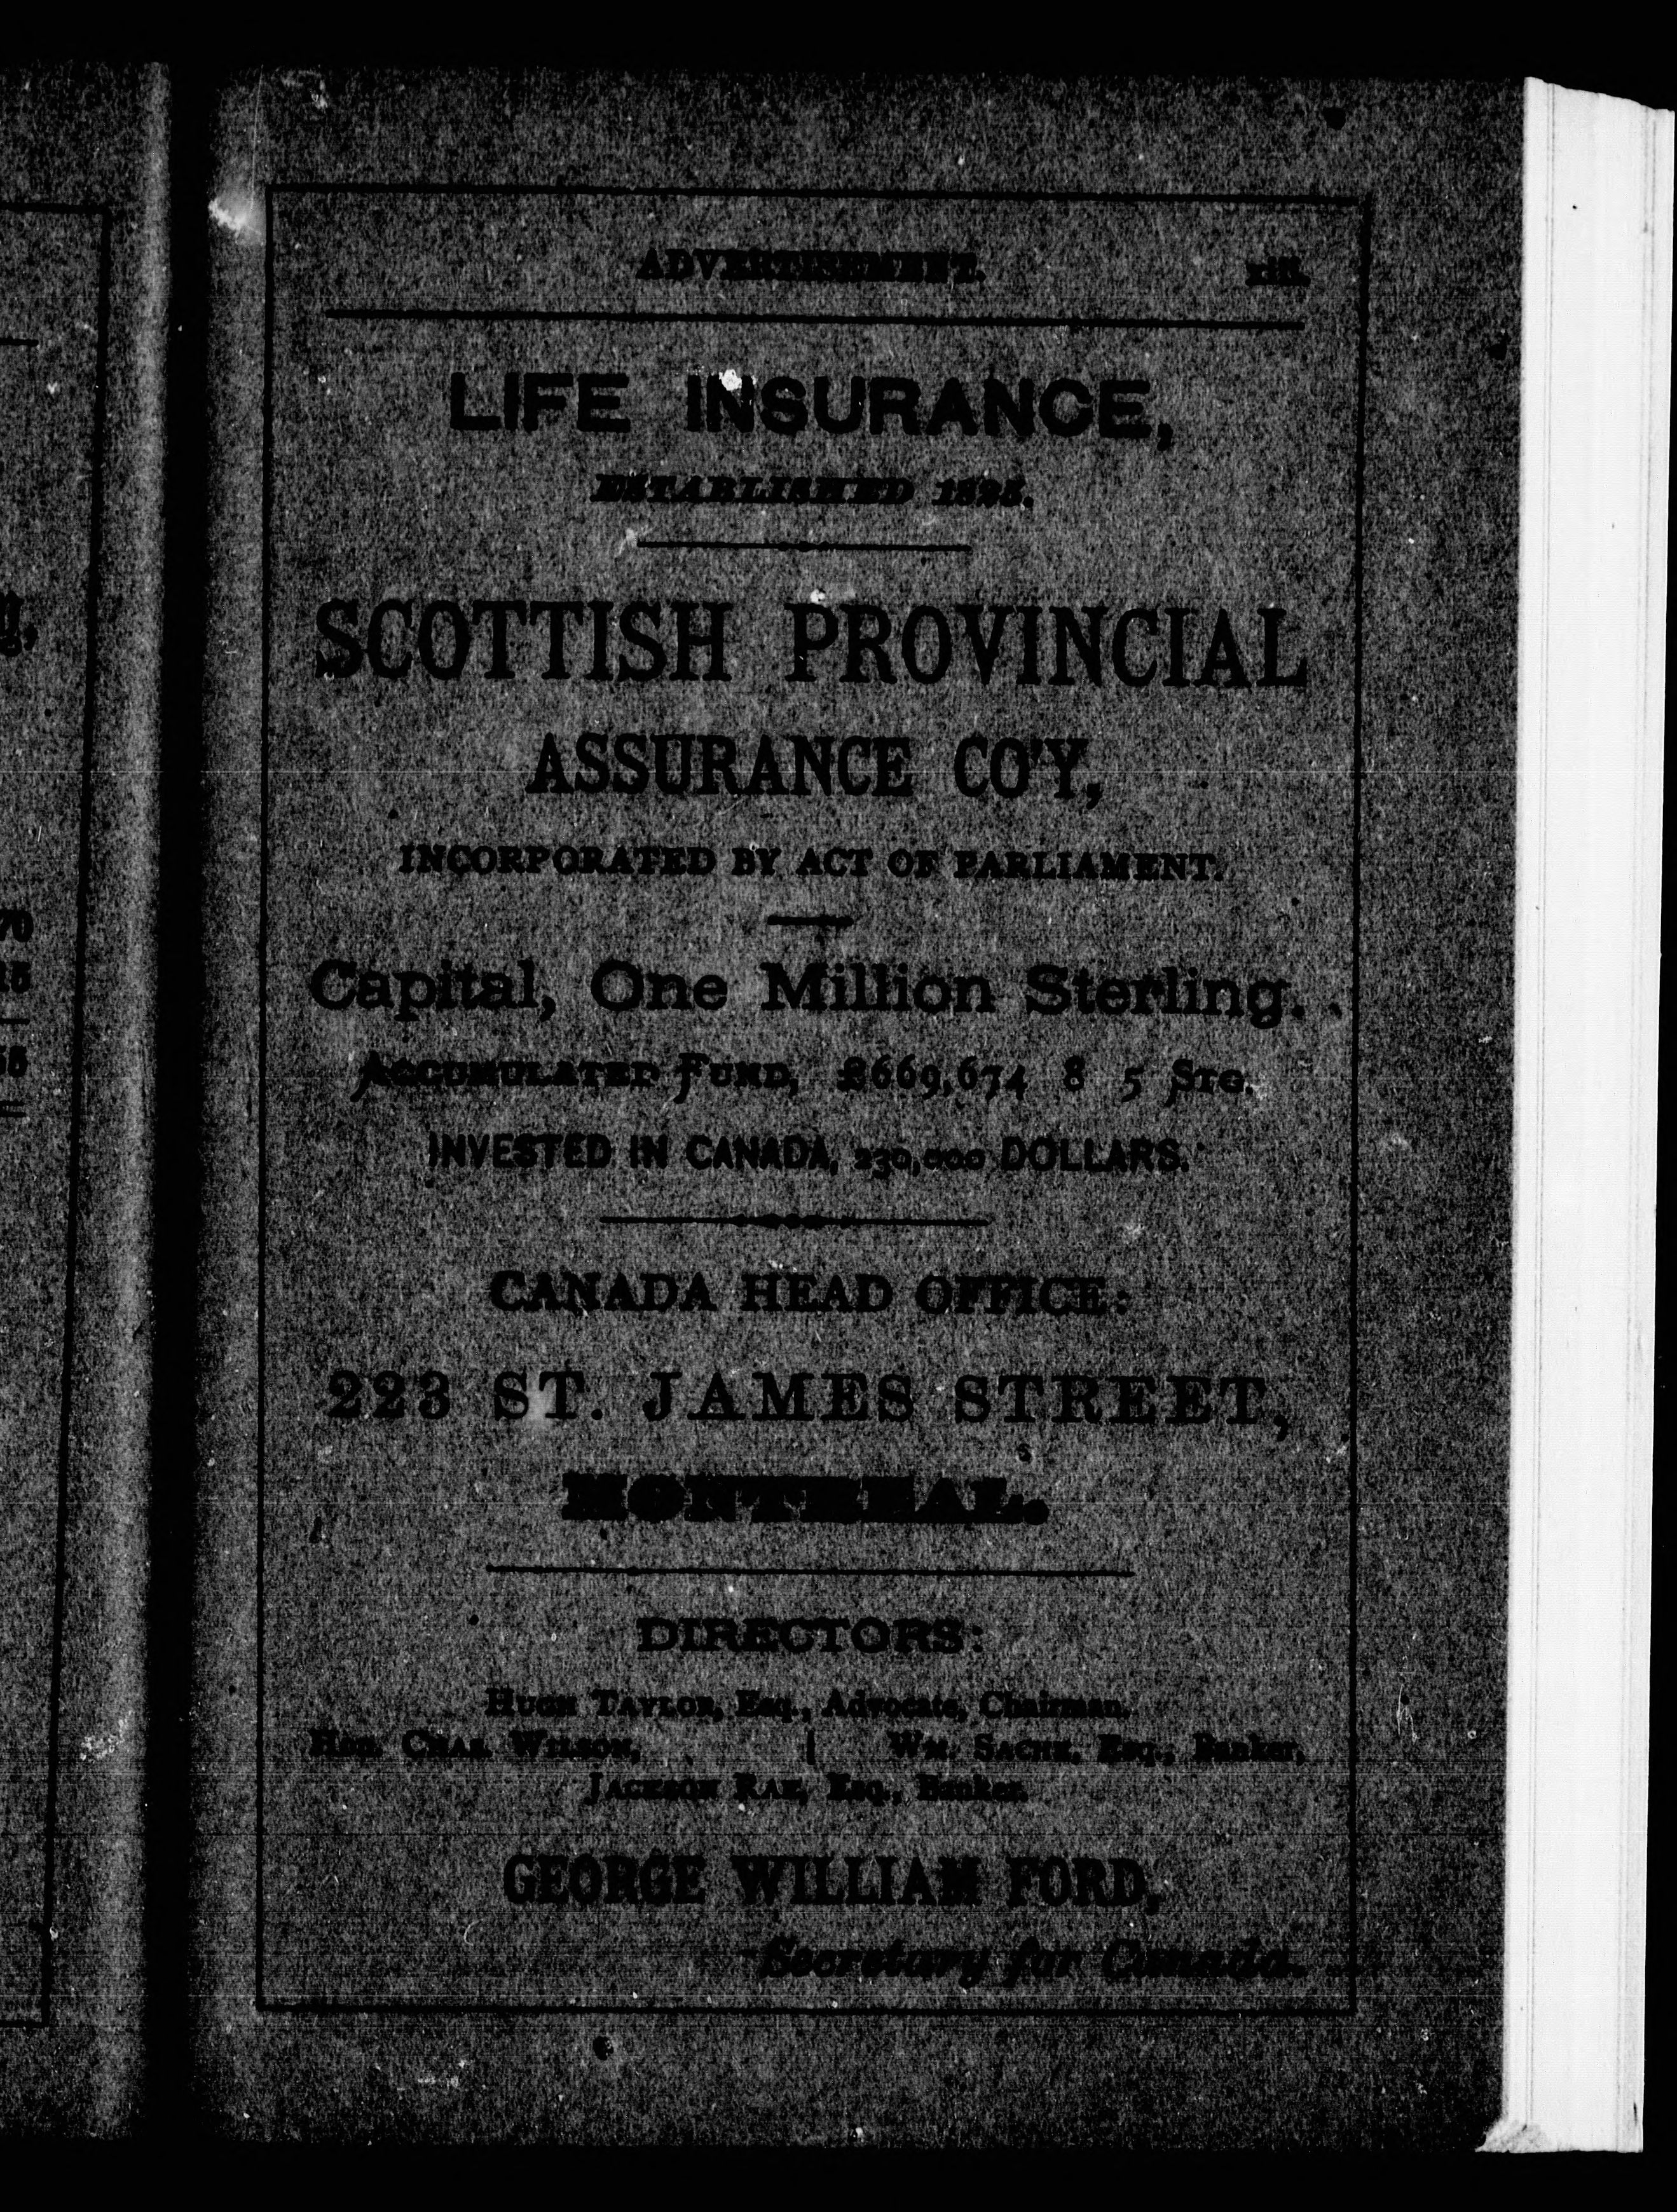 ADVERTISEMENT. xiii.
LIFE INSURANCE,
ESTABLISHED 1825.
SCOTTISH PROVINCIAL
ASSURANCE CO'Y,
INCORPORATED BY ACT OF PARLIAMENT.
Capital, One Million Sterling.
ACCUMULATED FUND, £669,674 8 5 STG.
INVESTED IN CANADA, 230,000 DOLLARS.
CANADA HEAD OFFICE:
223 ST. JAMES STREET,
MONTREAL.
DIRECTORS:
HUGH TAYLOR, Esq., Advocate, Chairman.
HON. CHAS. WILSON, | WM. SACHE, Esq., Banker,
JACKSON RAE, Esq., Banker.
GEORGE WILLIAM FORD,
Secretary for Canada.